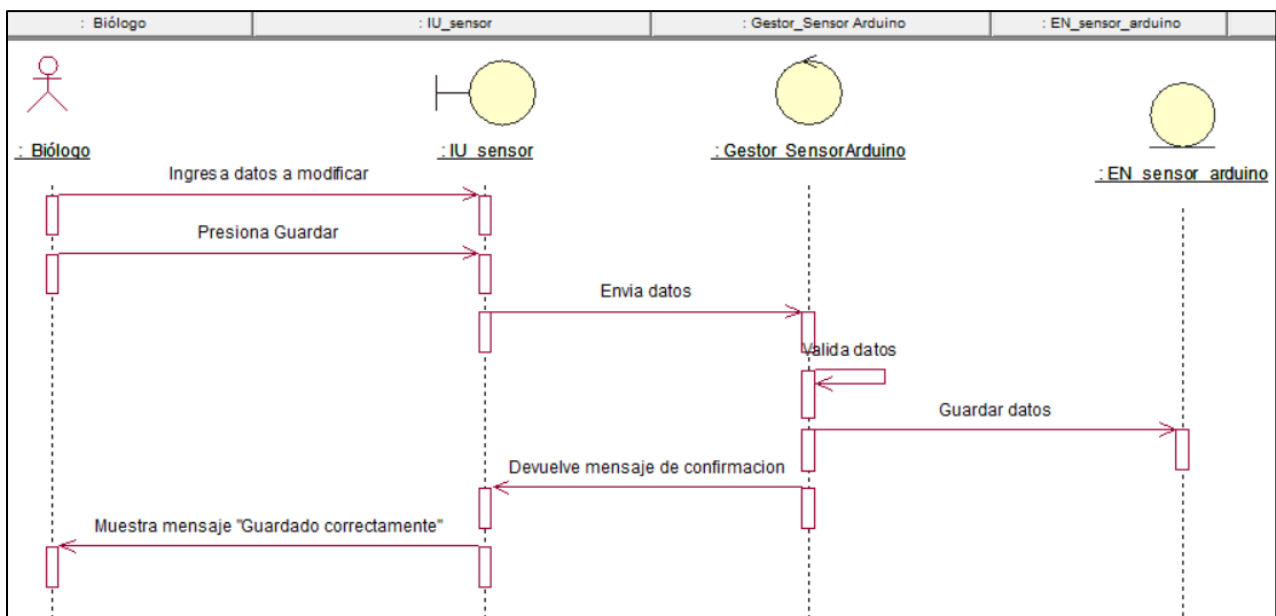 : Biólogo
: IU_sensor
: Gestor_Sensor Arduino
: EN_sensor_arduino
: Biólogo
: IU_sensor
: Gestor_SensorArduino
: EN_sensor_arduino
Ingresa datos a modificar
Presiona Guardar
Envia datos
Valida datos
Guardar datos
Devuelve mensaje de confirmacion
Muestra mensaje "Guardado correctamente"